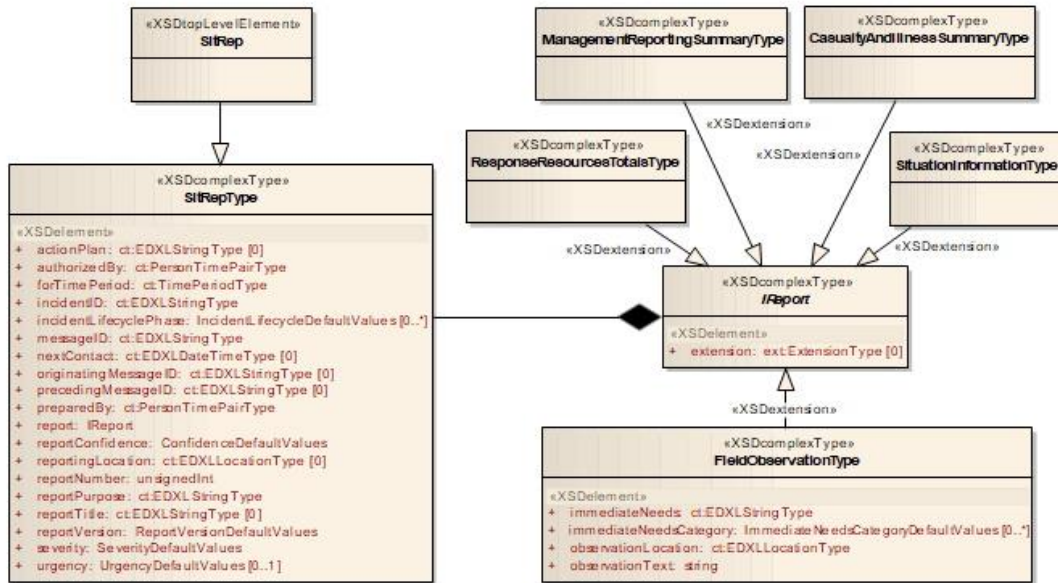 «XSDtopLevelElement»
SitRep
«XSDcomplexType»
SitRepType
«XSDelement»
+ actionPlan: ct:EDXLStringType [0]
+ authorizedBy: ct:PersonTimePairType
+ forTimePeriod: ct:TimePeriodType
+ incidentID: ct:EDXLStringType
+ incidentLifecyclePhase: IncidentLifecycleDefaultValues [0..*]
+ messageID: ct:EDXLStringType
+ nextContact: ct:EDXLDateTimeType [0]
+ originatingMessageID: ct:EDXLStringType [0]
+ precedingMessageID: ct:EDXLStringType [0]
+ preparedBy: ct:PersonTimePairType
+ report: IReport
+ reportConfidence: ConfidenceDefaultValues
+ reportingLocation: ct:EDXLLocationType [0]
+ reportNumber: unsignedInt
+ reportPurpose: ct:EDXLStringType
+ reportTitle: ct:EDXLStringType [0]
+ reportVersion: ReportVersionDefaultValues
+ severity: SeverityDefaultValues
+ urgency: UrgencyDefaultValues [0..1]
«XSDcomplexType»
ManagementReportingSummaryType
«XSDcomplexType»
CasualtyAndIllnessSummaryType
«XSDextension»
«XSDextension»
«XSDcomplexType»
ResponseResourcesTotalsType
«XSDcomplexType»
SituationInformationType
«XSDextension»
«XSDextension»
«XSDcomplexType»
IReport
«XSDelement»
+ extension: ext:ExtensionType [0]
«XSDextension»
«XSDcomplexType»
FieldObservationType
«XSDelement»
+ immediateNeeds: ct:EDXLStringType
+ immediateNeedsCategory: ImmediateNeedsCategoryDefaultValues [0..*]
+ observationLocation: ct:EDXLLocationType
+ observationText: string